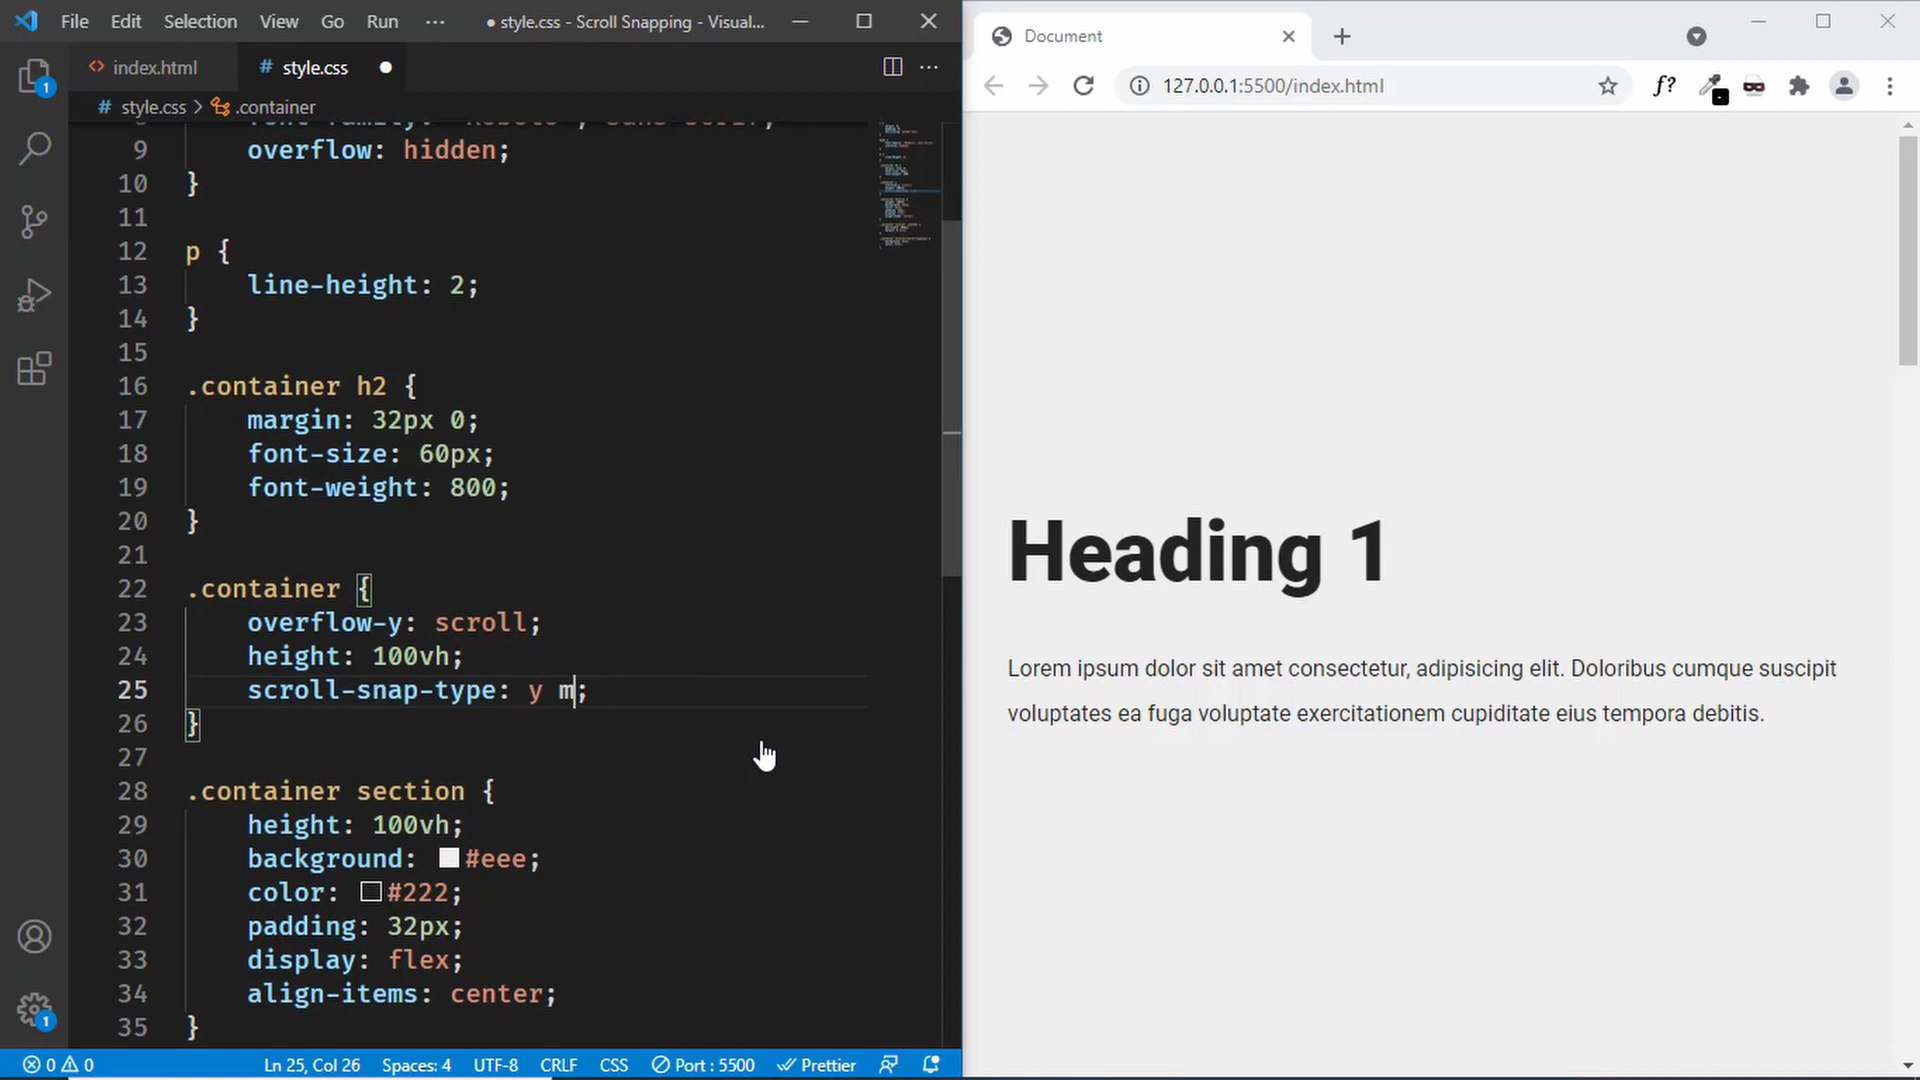 File Edit Selection View Go Run ··· ● style.css - Scroll Snapping - Visual...
index.html style.css
style.css > .container
9 overflow: hidden;
10 }
11
12 p {
13 line-height: 2;
14 }
15
16 .container h2 {
17 margin: 32px 0;
18 font-size: 60px;
19 font-weight: 800;
20 }
21
22 .container {
23 overflow-y: scroll;
24 height: 100vh;
25 scroll-snap-type: y m;
26 }
27
28 .container section {
29 height: 100vh;
30 background: #eee;
31 color: #222;
32 padding: 32px;
33 display: flex;
34 align-items: center;
35 }
1
1
0 0 Ln 25, Col 26 Spaces: 4 UTF-8 CRLF CSS Port : 5500 Prettier
Document
127.0.0.1:5500/index.html f?
Heading 1
Lorem ipsum dolor sit amet consectetur, adipisicing elit. Doloribus cumque suscipit
voluptates ea fuga voluptate exercitationem cupiditate eius tempora debitis.